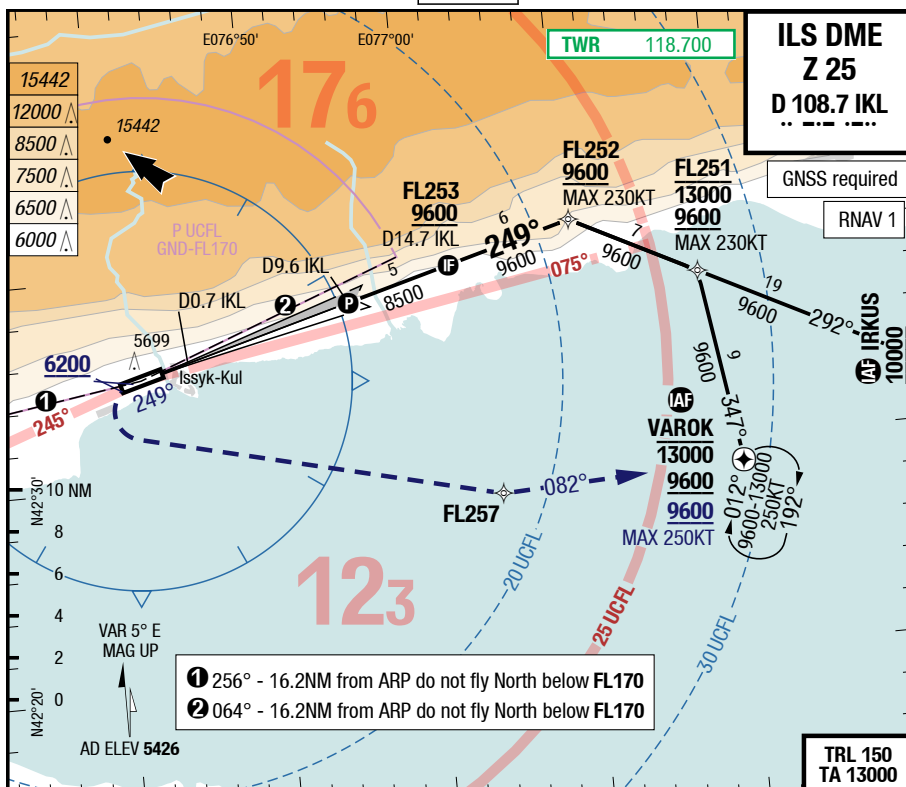 E076°50'
E077°00'
TWR 118.700
ILS DME
Z 25
D 108.7 IKL
GNSS required
RNAV 1
15442
12000
8500
7500
6500
6000
15442
176
P UCFL
GND-FL170
FL253
9600
D14.7 IKL
FL252
9600
MAX 230KT
FL251
13000
9600
MAX 230KT
6
249°
9600
7
9600
19
9600
292°
IAF IRKUS
10000
D9.6 IKL
5
IF
2
P
8500
075°
D0.7 IKL
5699
6200
Issyk-Kul
249°
1
245°
9
9600
347°
IAF
VAROK
13000
9600
9600
MAX 250KT
012°
9600-13000
250KT
192°
082°
FL257
N42°30'
10 NM
8
6
4
2
0
N42°20'
123
20 UCFL
25 UCFL
30 UCFL
VAR 5° E
MAG UP
AD ELEV 5426
1 256° - 16.2NM from ARP do not fly North below FL170
2 064° - 16.2NM from ARP do not fly North below FL170
TRL 150
TA 13000